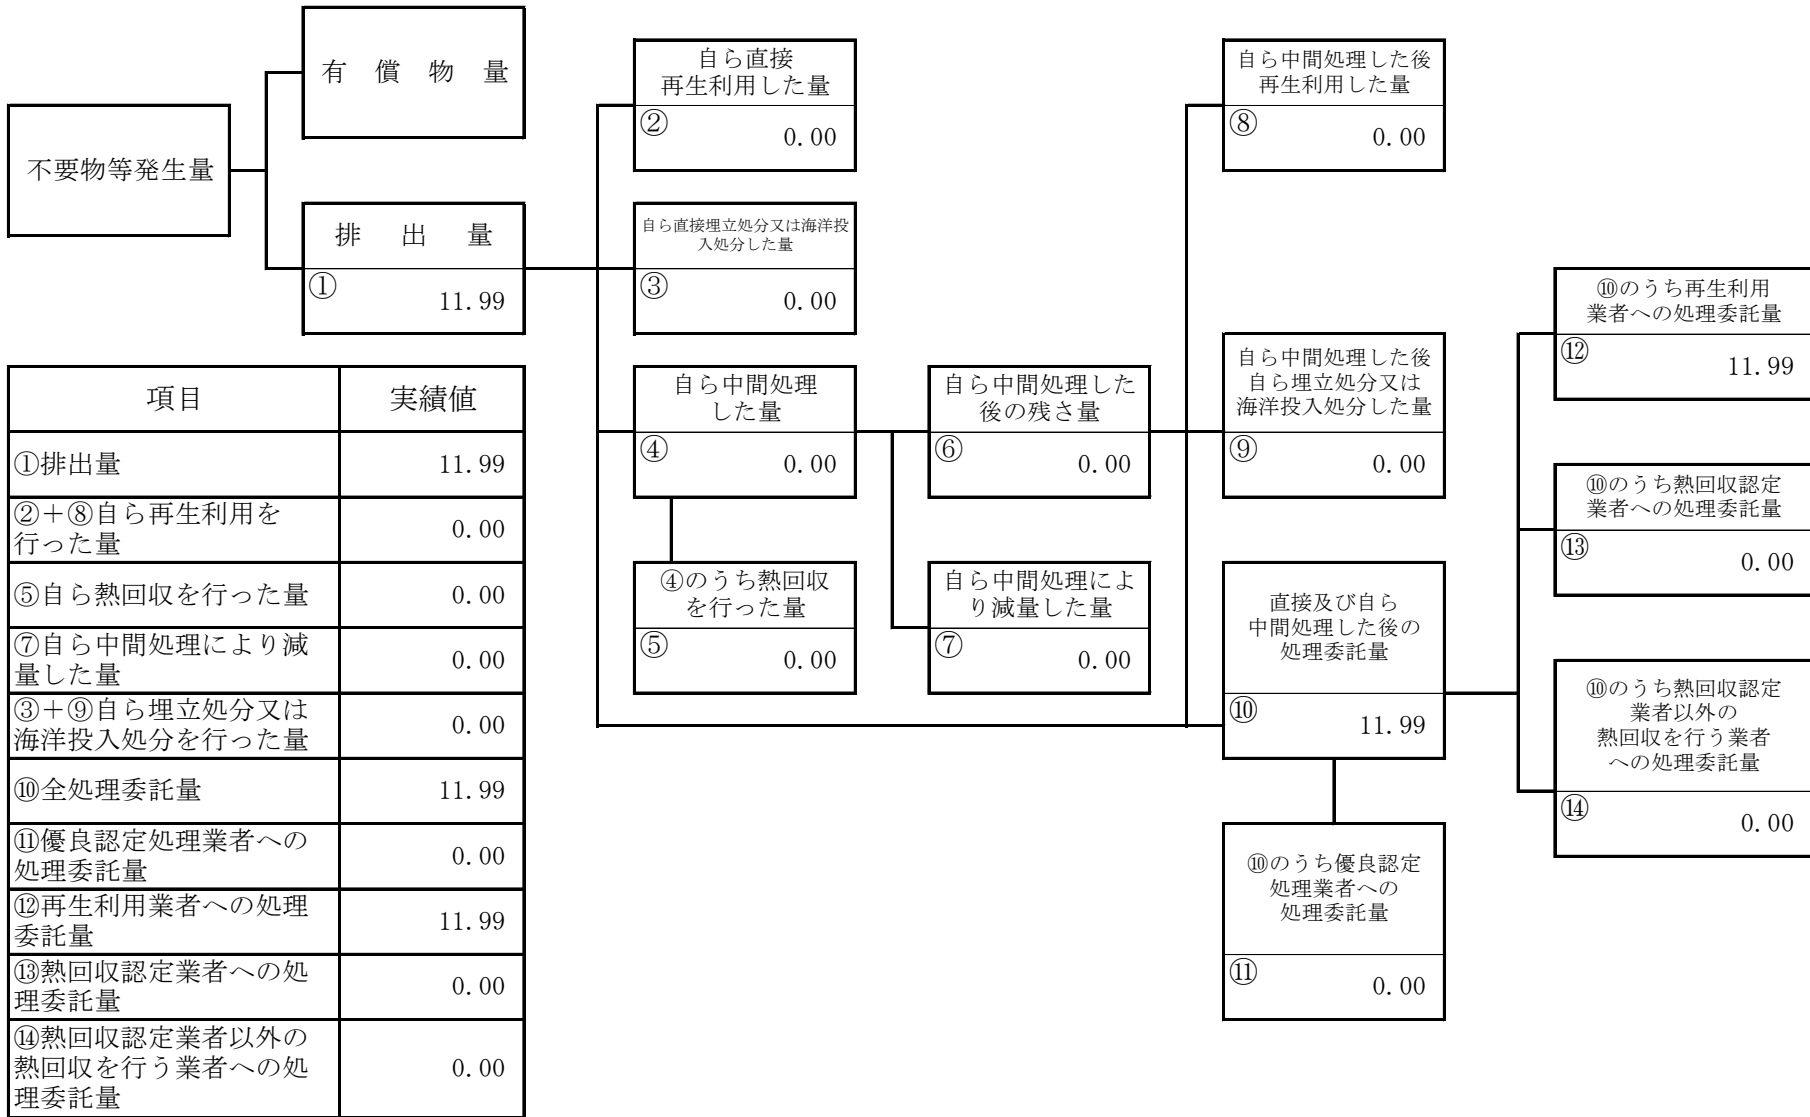 不要物等発生量
有償物量
排出量
①
11.99
自ら直接
再生利用した量
②
0.00
自ら直接埋立処分又は海洋投
入処分した量
③
0.00
自ら中間処理
した量
④
0.00
④のうち熱回収
を行った量
⑤
0.00
自ら中間処理した
後の残さ量
⑥
0.00
自ら中間処理によ
り減量した量
⑦
0.00
自ら中間処理した後
再生利用した量
⑧
0.00
自ら中間処理した後
自ら埋立処分又は
海洋投入処分した量
⑨
0.00
直接及び自ら
中間処理した後の
処理委託量
⑩
11.99
⑩のうち優良認定
処理業者への
処理委託量
⑪
0.00
⑩のうち再生利用
業者への処理委託量
⑫
11.99
⑩のうち熱回収認定
業者への処理委託量
⑬
0.00
⑩のうち熱回収認定
業者以外の
熱回収を行う業者
への処理委託量
⑭
0.00
項目 実績値
①排出量 11.99
②＋⑧自ら再生利用を
行った量 0.00
⑤自ら熱回収を行った量 0.00
⑦自ら中間処理により減
量した量 0.00
③＋⑨自ら埋立処分又は
海洋投入処分を行った量 0.00
⑩全処理委託量 11.99
⑪優良認定処理業者への
処理委託量 0.00
⑫再生利用業者への処理
委託量 11.99
⑬熱回収認定業者への処
理委託量 0.00
⑭熱回収認定業者以外の
熱回収を行う業者への処 0.00
理委託量